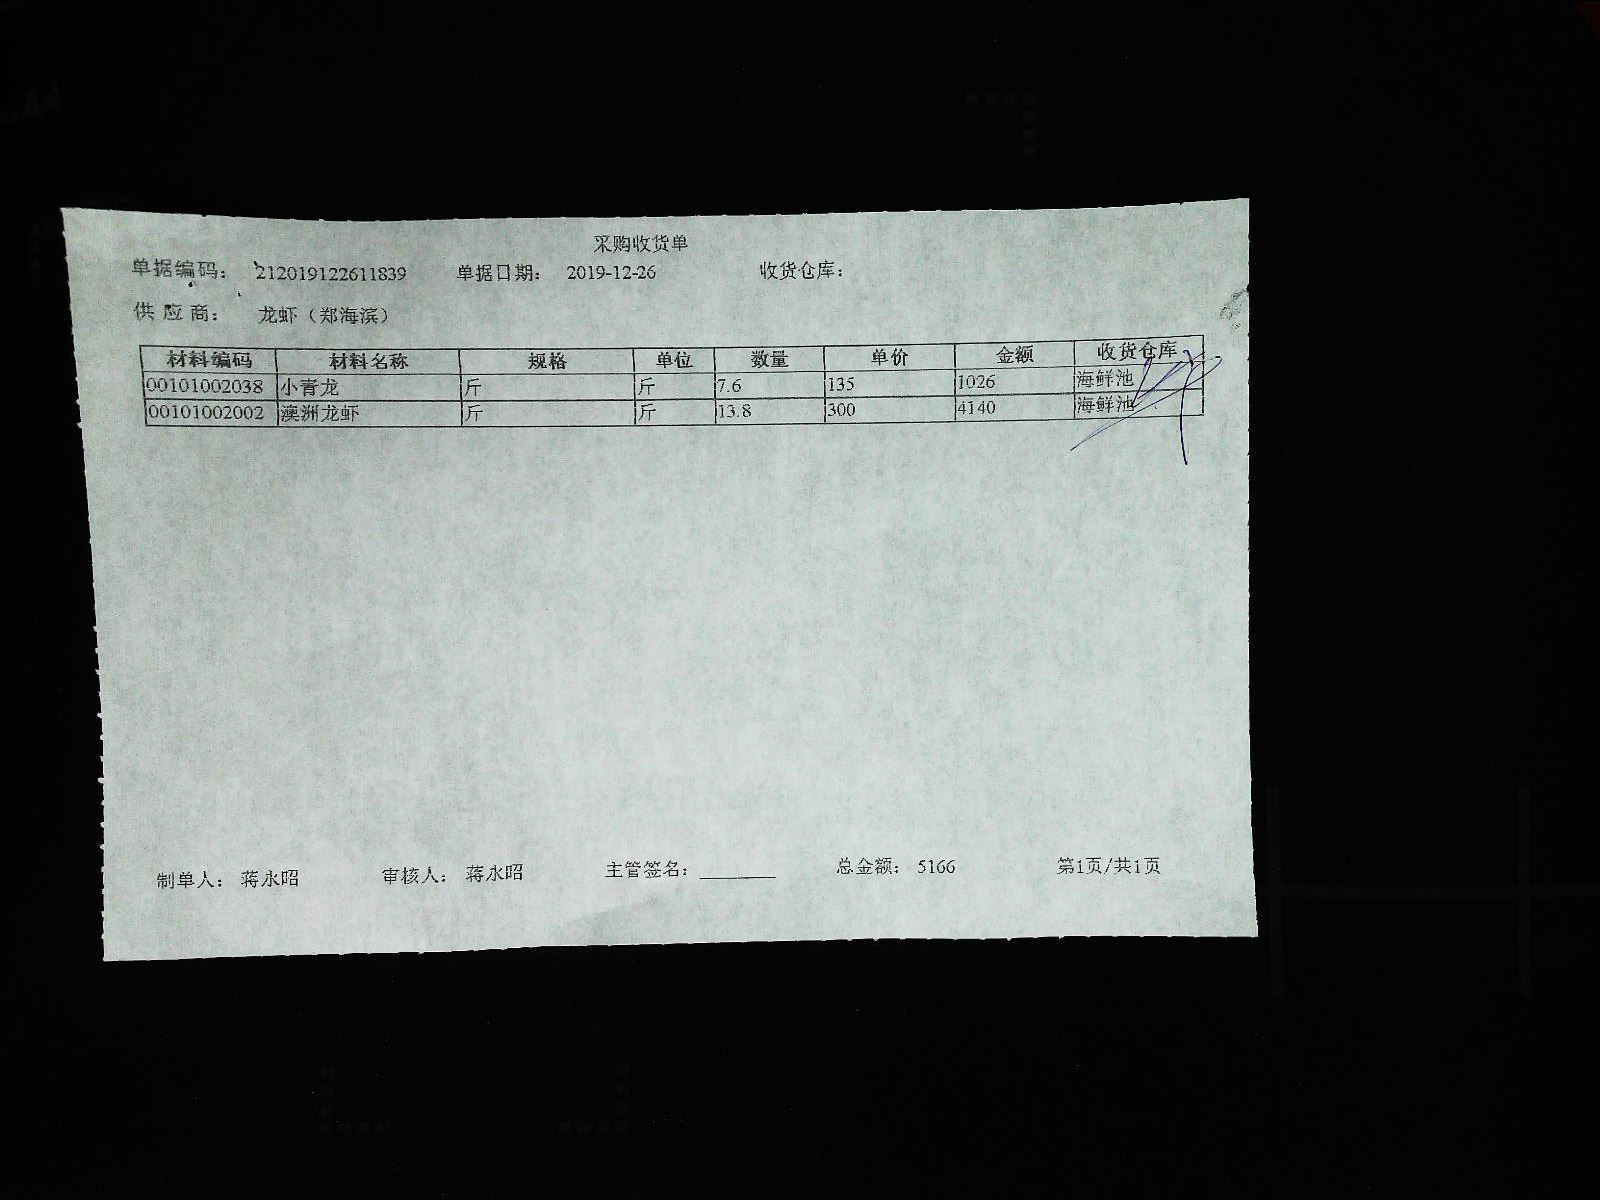 采购收货单
单据编码: 212019122611839 单据日期: 2019-12-26 收货仓库:
供应商: 龙虾（郑海滨）
材料编码 材料名称 规格 单位 数量 单价 金额 收货仓库
00101002038 小青龙 斤 斤 7.6 135 1026 海鲜池
00101002002 澳洲龙虾 斤 斤 13.8 300 4140 海鲜池
制单人: 蒋永昭 审核人: 蒋永昭 主管签名: ________ 总金额: 5166 第1页/共1页